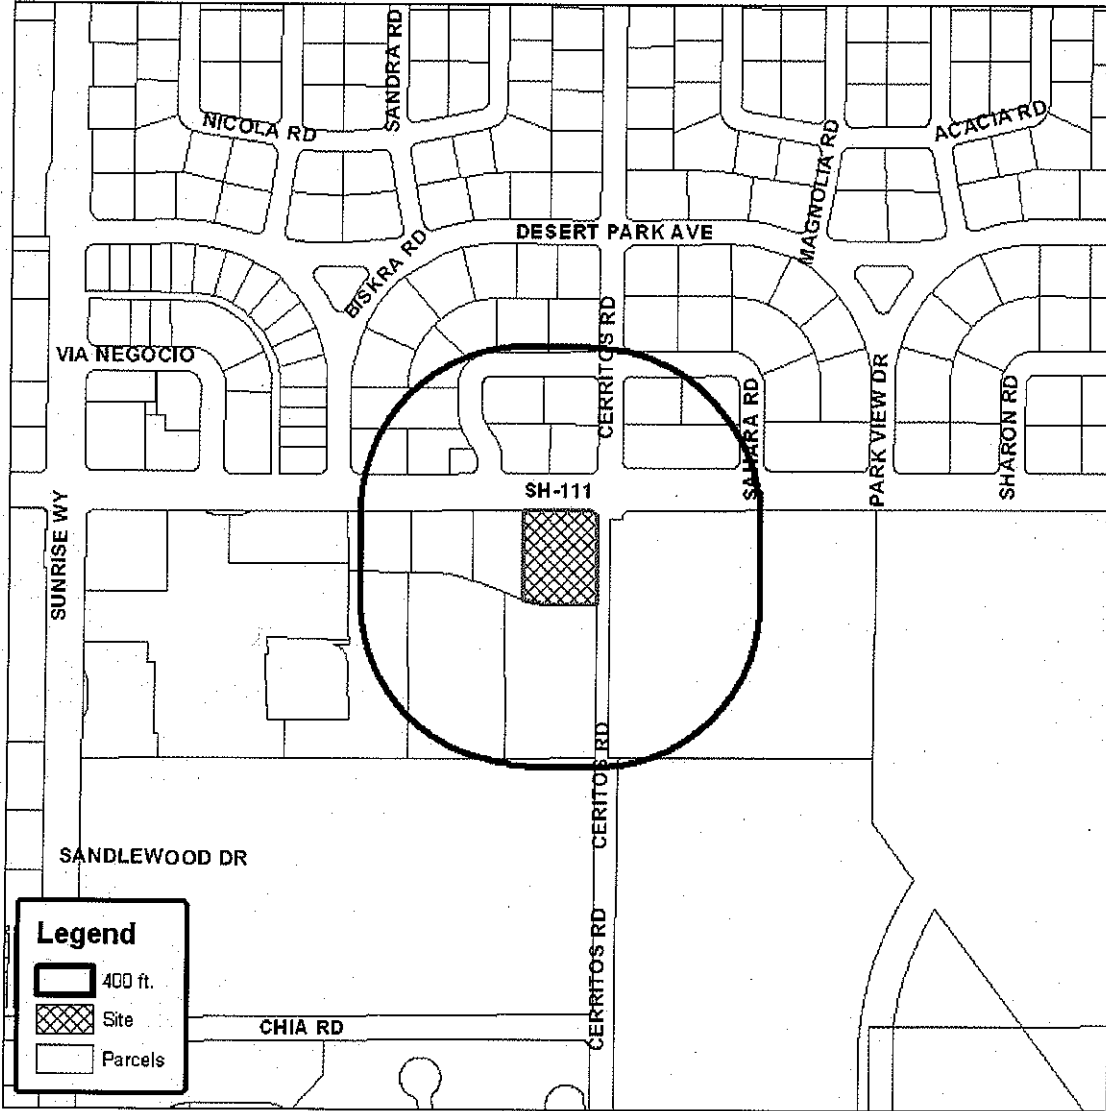 SANDRA RD
NICOLA RD
ACACIA RD
MAGNOLIA RD
DESERT PARK AVE
BISKRA RD
VIA NEGOCIO
CERRITOS RD
SAHARA RD
PARK VIEW DR
SHARON RD
SH-111
SUNRISE WY
CERITOS RD
SANDLEWOOD DR
CERRITOS RD
CHIA RD
Legend
400 ft.
Site
Parcels